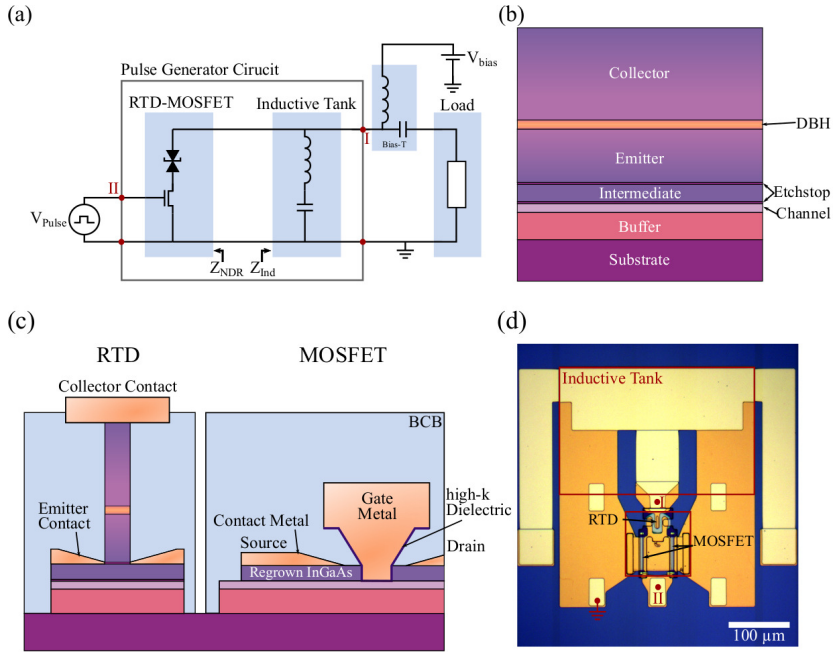 (a)
Pulse Generator Cirucit
RTD-MOSFET
Inductive Tank
I
Bias-T
V_bias
Load
II
V_Pulse
Z_NDR
Z_Ind
(b)
Collector
DBH
Emitter
Etchstop
Intermediate
Channel
Buffer
Substrate
(c)
RTD
MOSFET
Collector Contact
BCB
Emitter
Contact
Contact Metal
Source
Gate
Metal
high-k
Dielectric
Drain
Regrown InGaAs
(d)
Inductive Tank
I
RTD
MOSFET
II
100 µm